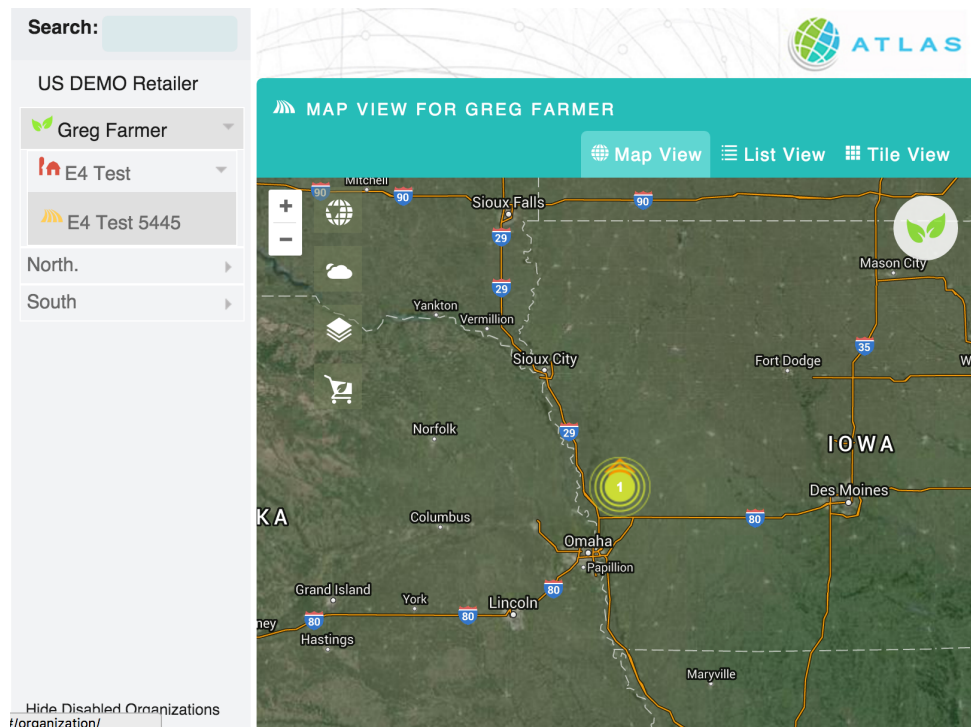 Search:
US DEMO Retailer
Greg Farmer
E4 Test
E4 Test 5445
North.
South
Hide Disabled Organizations
#/organization/
ATLAS
MAP VIEW FOR GREG FARMER
Map View
List View
Tile View
+
−
Mitchell
90
90
Sioux Falls
90
29
Mason City
29
Yankton
Vermillion
35
Sioux City
Fort Dodge
W
Norfolk
29
IOWA
1
Des Moines
KA
Columbus
80
Omaha
Papillion
Grand Island
York
80
Lincoln
ney
80
80
Hastings
Maryville